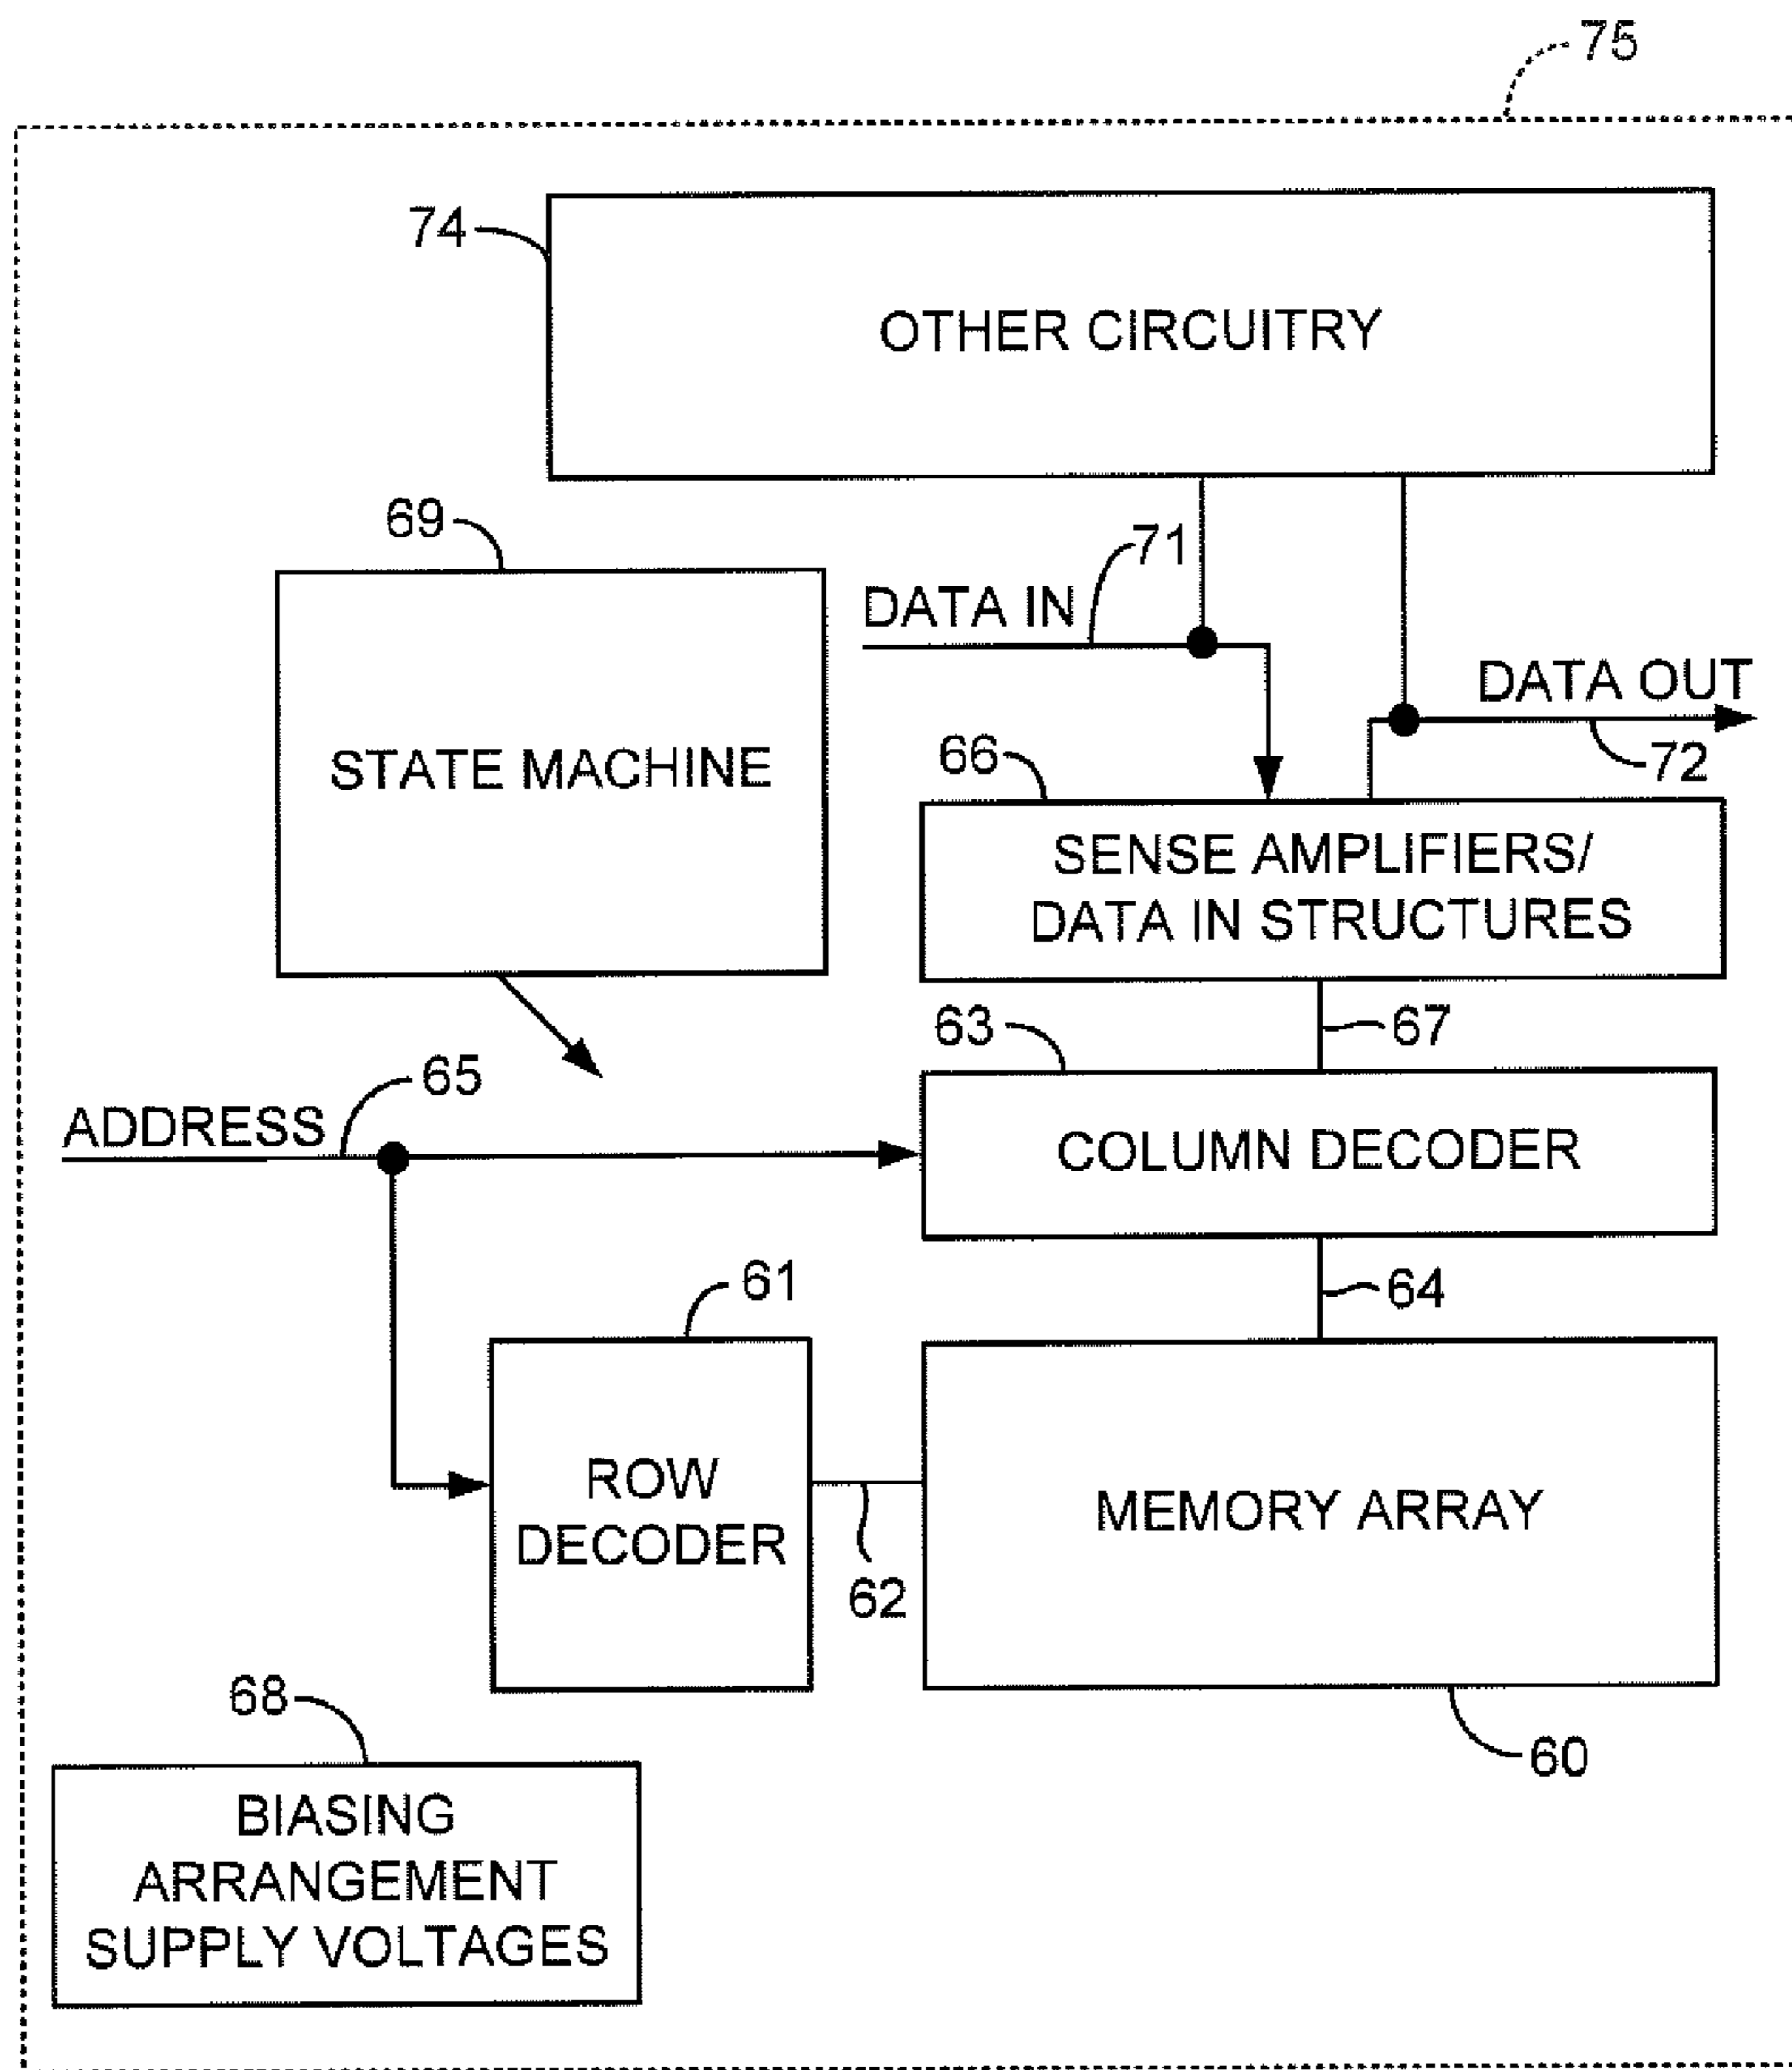 75
74
OTHER CIRCUITRY
69
71
DATA IN
DATA OUT
STATE MACHINE
66
72
SENSE AMPLIFIERS/
DATA IN STRUCTURES
63
67
65
ADDRESS
COLUMN DECODER
61
64
ROW
DECODER
MEMORY ARRAY
62
68
60
BIASING
ARRANGEMENT
SUPPLY VOLTAGES